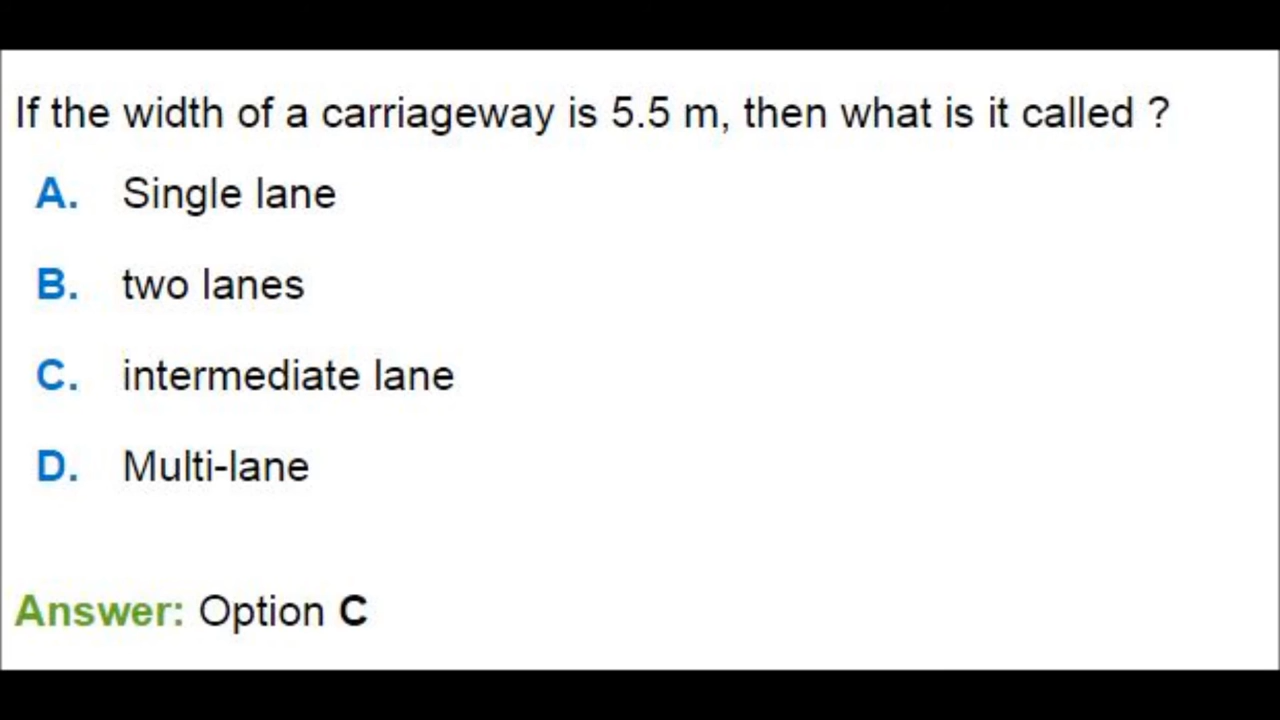 If the width of a carriageway is 5.5 m, then what is it called ?
A. Single lane
B. two lanes
C. intermediate lane
D. Multi-lane
Answer: Option C